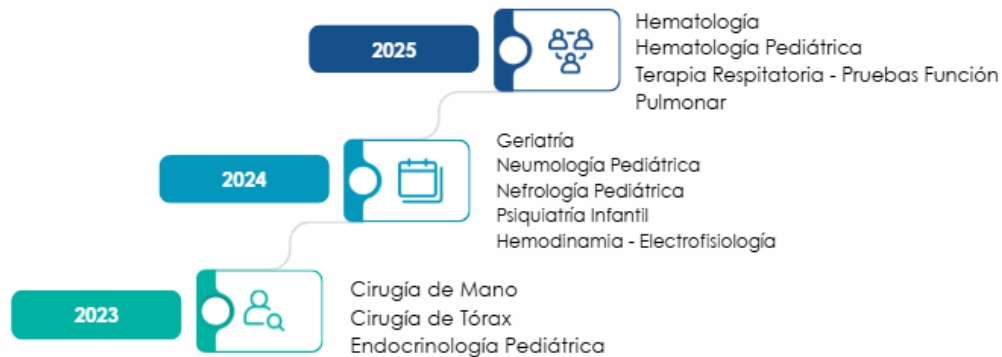 2025
Hematología
Hematología Pediátrica
Terapia Respitatoria - Pruebas Función
Pulmonar
2024
Geriatría
Neumología Pediátrica
Nefrología Pediátrica
Psiquiatría Infantil
Hemodinamia - Electrofisiología
2023
Cirugía de Mano
Cirugía de Tórax
Endocrinología Pediátrica